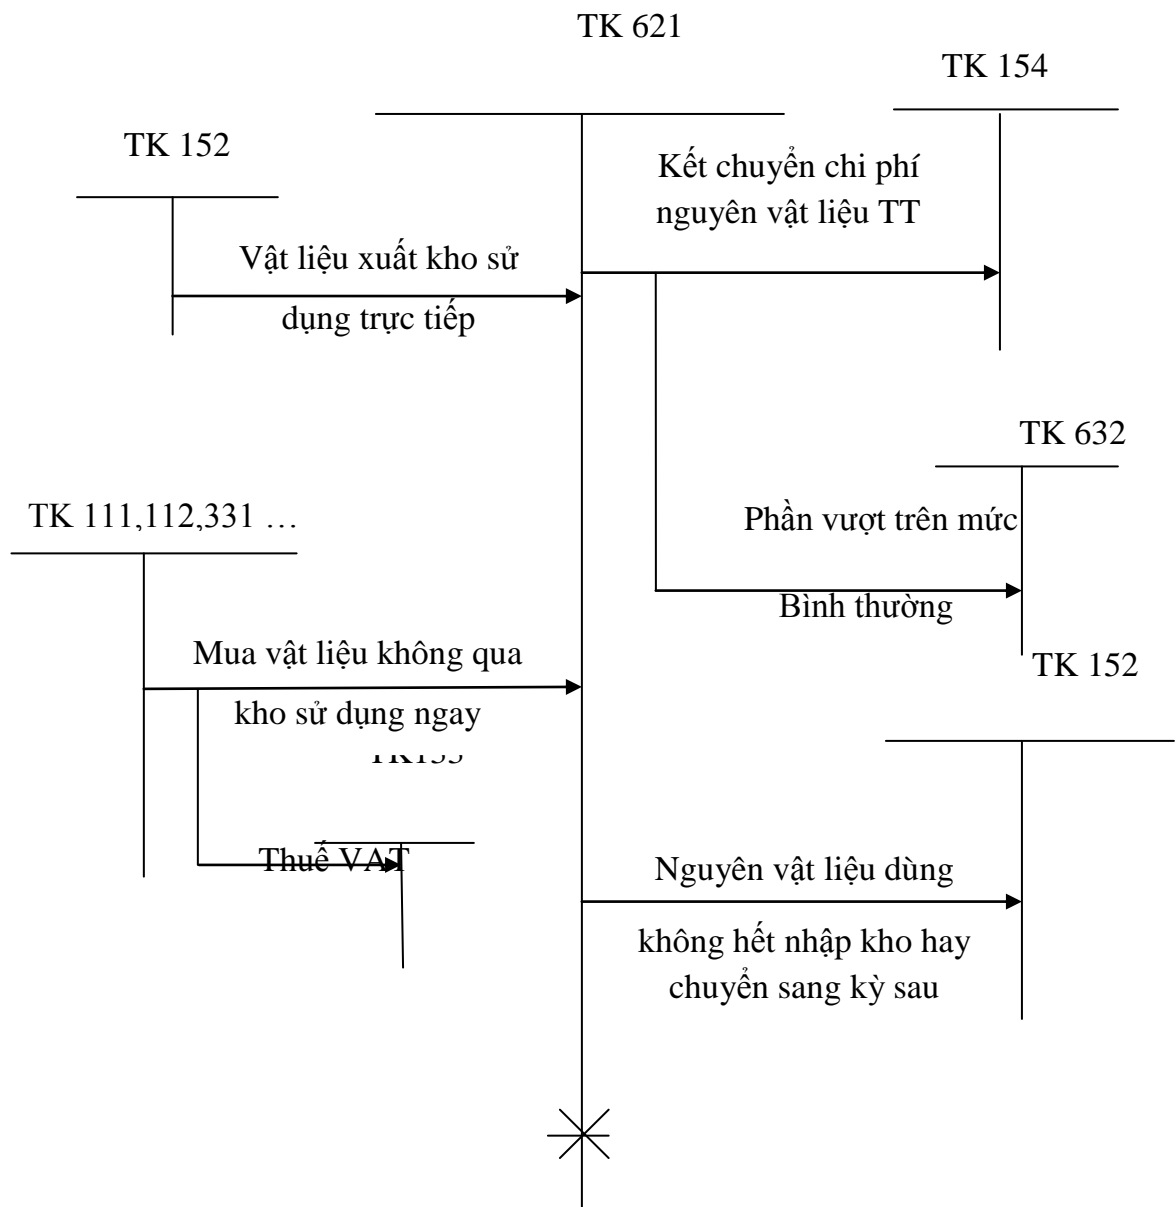 TK 621
TK 154
TK 152
Kết chuyển chi phí
nguyên vật liệu TT
Vật liệu xuất kho sử
dụng trực tiếp
TK 632
TK 111,112,331 …
Phần vượt trên mức
Bình thường
Mua vật liệu không qua
kho sử dụng ngay
TK 152
Thuế VAT
Nguyên vật liệu dùng
không hết nhập kho hay
chuyển sang kỳ sau